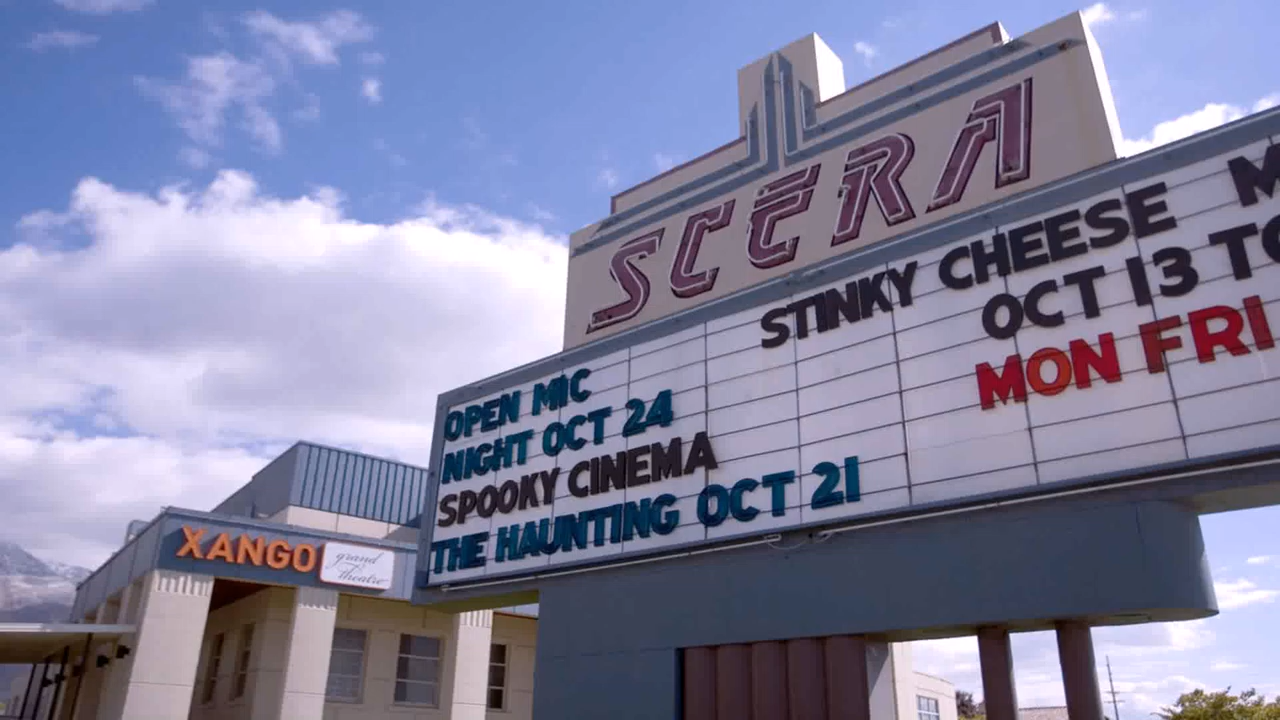 SCERA
STINKY CHEESE M
OCT 13 TO
MON FRI
OPEN MIC
NIGHT OCT 24
SPOOKY CINEMA
THE HAUNTING OCT 21
XANGO
grand
theatre